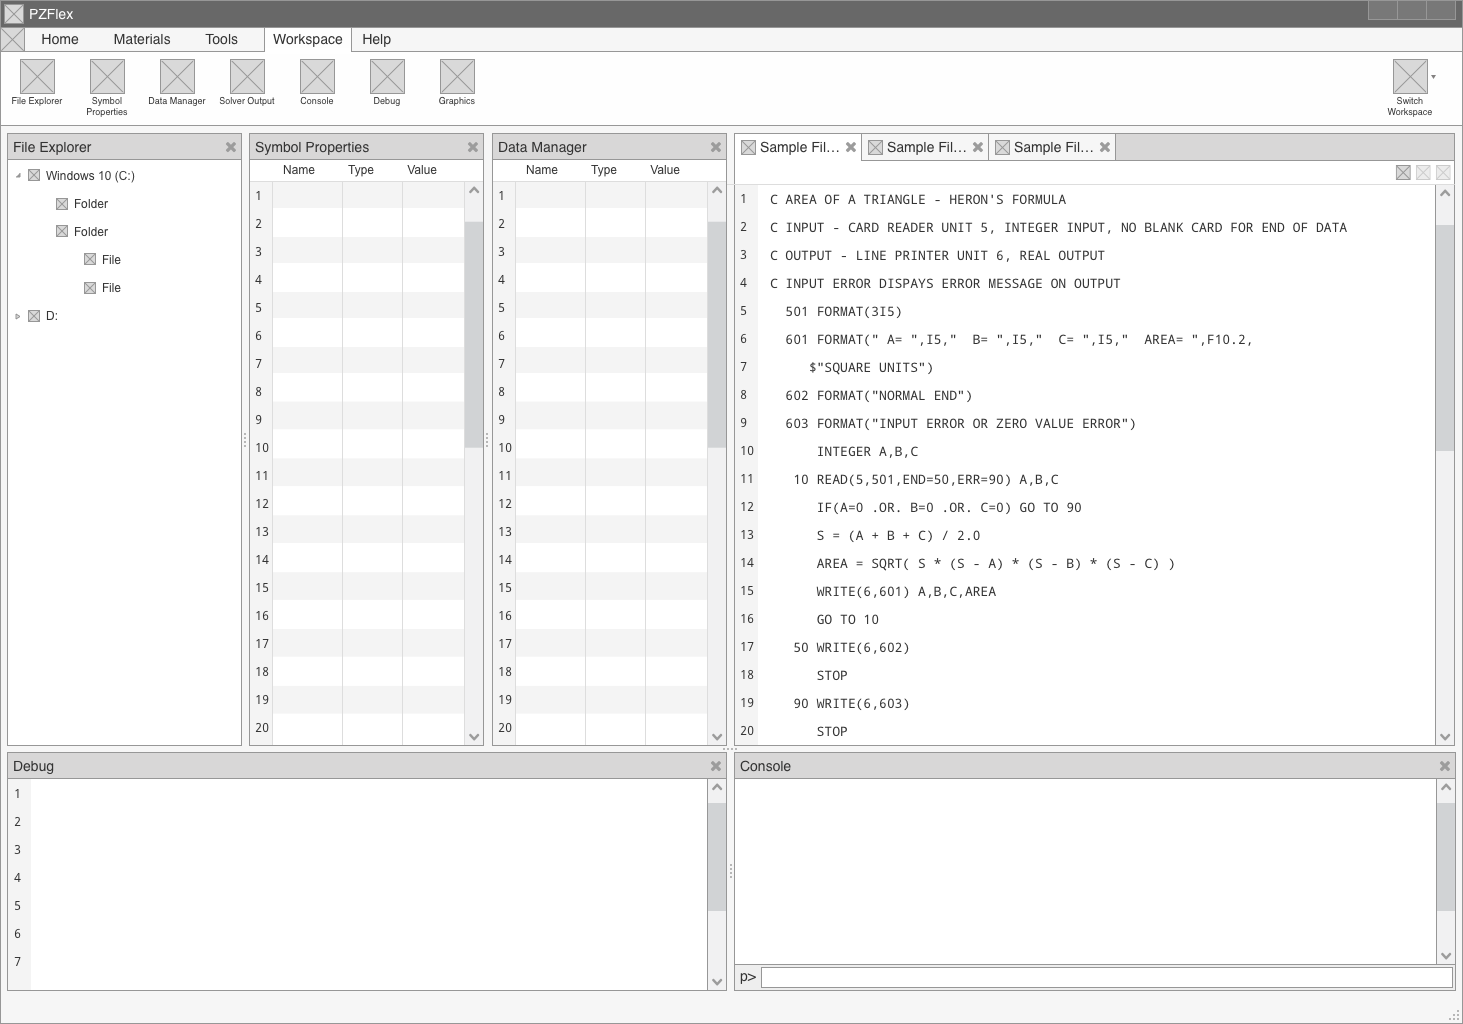 PZFlex
Home Materials Tools Workspace Help
File Explorer
Symbol Properties
Data Manager
Solver Output
Console
Debug
Graphics
Switch Workspace
File Explorer
Windows 10 (C:)
Folder
Folder
File
File
D:
Symbol Properties
Name Type Value
1
2
3
4
5
6
7
8
9
10
11
12
13
14
15
16
17
18
19
20
Data Manager
Name Type Value
1
2
3
4
5
6
7
8
9
10
11
12
13
14
15
16
17
18
19
20
Sample Fil... Sample Fil... Sample Fil...
1 C AREA OF A TRIANGLE - HERON'S FORMULA
2 C INPUT - CARD READER UNIT 5, INTEGER INPUT, NO BLANK CARD FOR END OF DATA
3 C OUTPUT - LINE PRINTER UNIT 6, REAL OUTPUT
4 C INPUT ERROR DISPAYS ERROR MESSAGE ON OUTPUT
5 501 FORMAT(3I5)
6 601 FORMAT(" A= ",I5,"  B= ",I5,"  C= ",I5,"  AREA= ",F10.2,
7 $"SQUARE UNITS")
8 602 FORMAT("NORMAL END")
9 603 FORMAT("INPUT ERROR OR ZERO VALUE ERROR")
10 INTEGER A,B,C
11 10 READ(5,501,END=50,ERR=90) A,B,C
12 IF(A=0 .OR. B=0 .OR. C=0) GO TO 90
13 S = (A + B + C) / 2.0
14 AREA = SQRT( S * (S - A) * (S - B) * (S - C) )
15 WRITE(6,601) A,B,C,AREA
16 GO TO 10
17 50 WRITE(6,602)
18 STOP
19 90 WRITE(6,603)
20 STOP
Debug
1
2
3
4
5
6
7
Console
p>